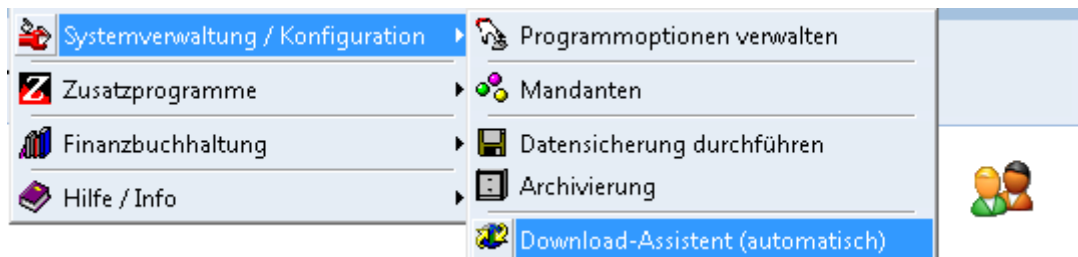 Systemverwaltung / Konfiguration
Zusatzprogramme
Finanzbuchhaltung
Hilfe / Info
Programmoptionen verwalten
Mandanten
Datensicherung durchführen
Archivierung
Download-Assistent (automatisch)